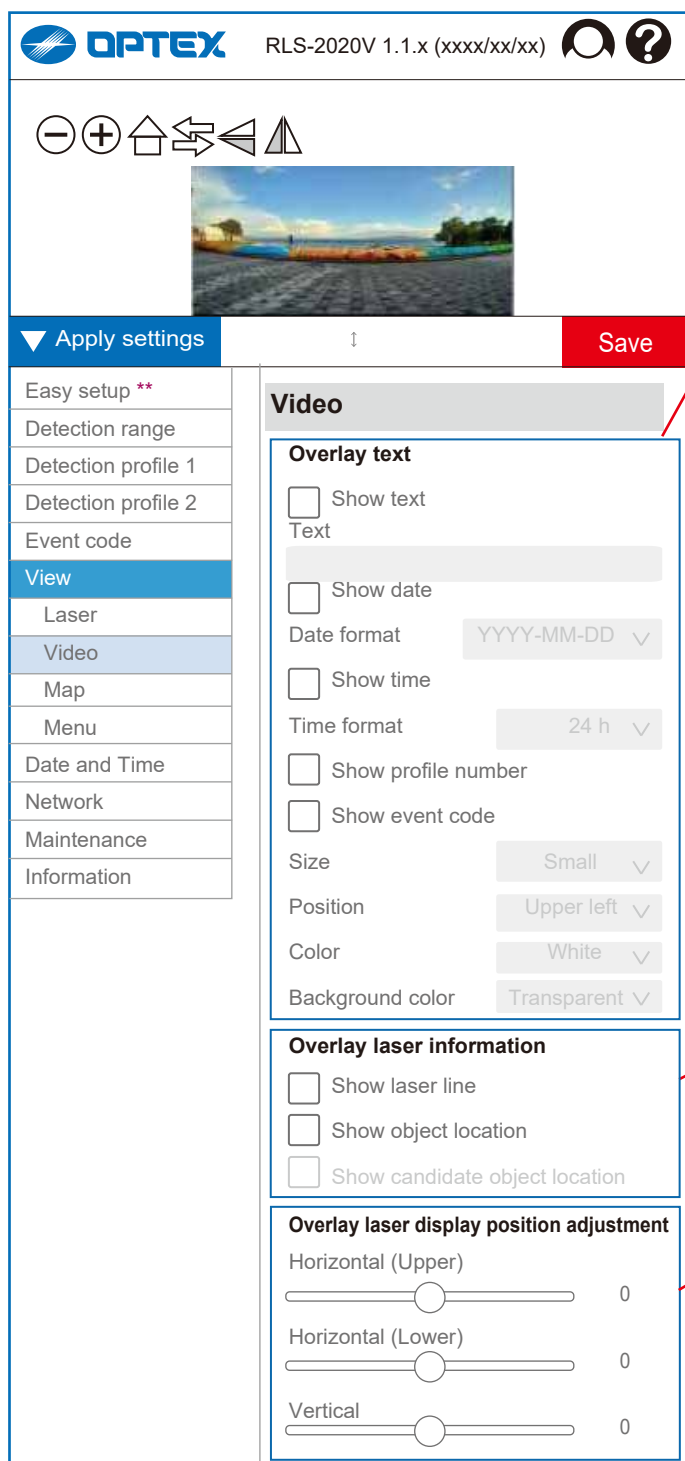 OPTEX RLS-2020V 1.1.x (xxxx/xx/xx) ?
Apply settings
Save
Easy setup **
Detection range
Detection profile 1
Detection profile 2
Event code
View
Laser
Video
Map
Menu
Date and Time
Network
Maintenance
Information
Video
Overlay text
Show text
Text
Show date
Date format YYYY-MM-DD
Show time
Time format 24 h
Show profile number
Show event code
Size Small
Position Upper left
Color White
Background color Transparent
Overlay laser information
Show laser line
Show object location
Show candidate object location
Overlay laser display position adjustment
Horizontal (Upper)
0
Horizontal (Lower)
0
Vertical
0